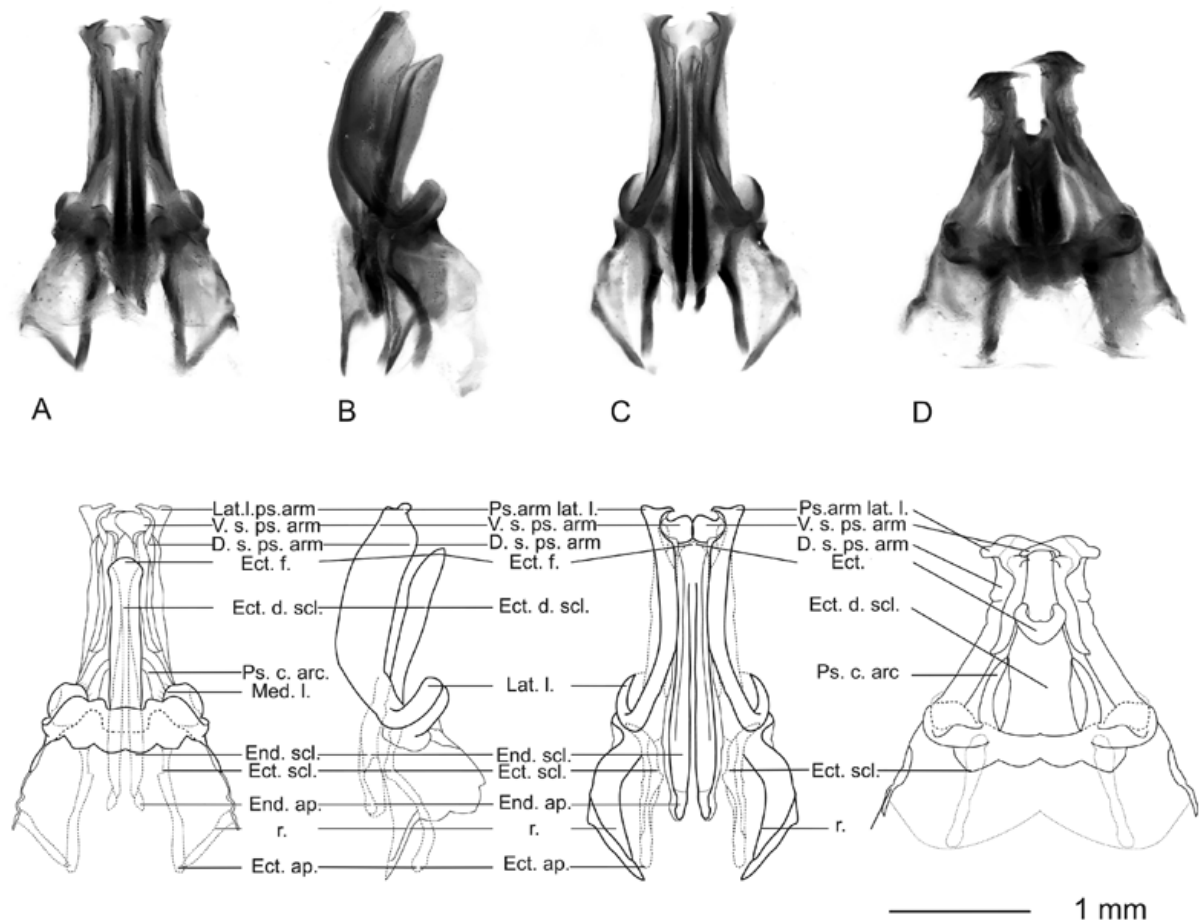 A
B
C
D
Lat.l.ps.arm
V. s. ps. arm
D. s. ps. arm
Ect. f.
Ect. d. scl.
Ps. c. arc.
Med. l.
End. scl.
Ect. scl.
End. ap.
r.
Ect. ap.
Ps.arm lat. l.
V. s. ps. arm
D. s. ps. arm
Ect. f.
Ect. d. scl.
Lat. l.
End. scl.
Ect. scl.
End. ap.
r.
Ect. ap.
Ps.arm lat. l.
V. s. ps. arm
D. s. ps. arm
Ect.
Ect. d. scl.
Ps. c. arc
Ect. scl.
r.
1 mm